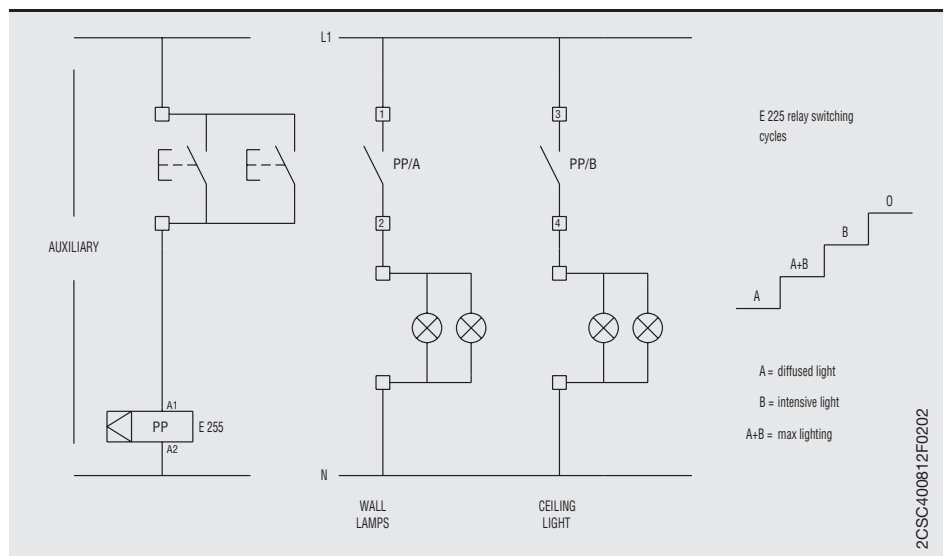 L1
1
3
E 225 relay switching
cycles
PP/A
PP/B
2
4
O
B
AUXILIARY
A+B
A
A = diffused light
B = intensive light
A1
PP
E 255
A+B = max lighting
A2
N
WALL
LAMPS
CEILING
LIGHT
2CSC400812F0202